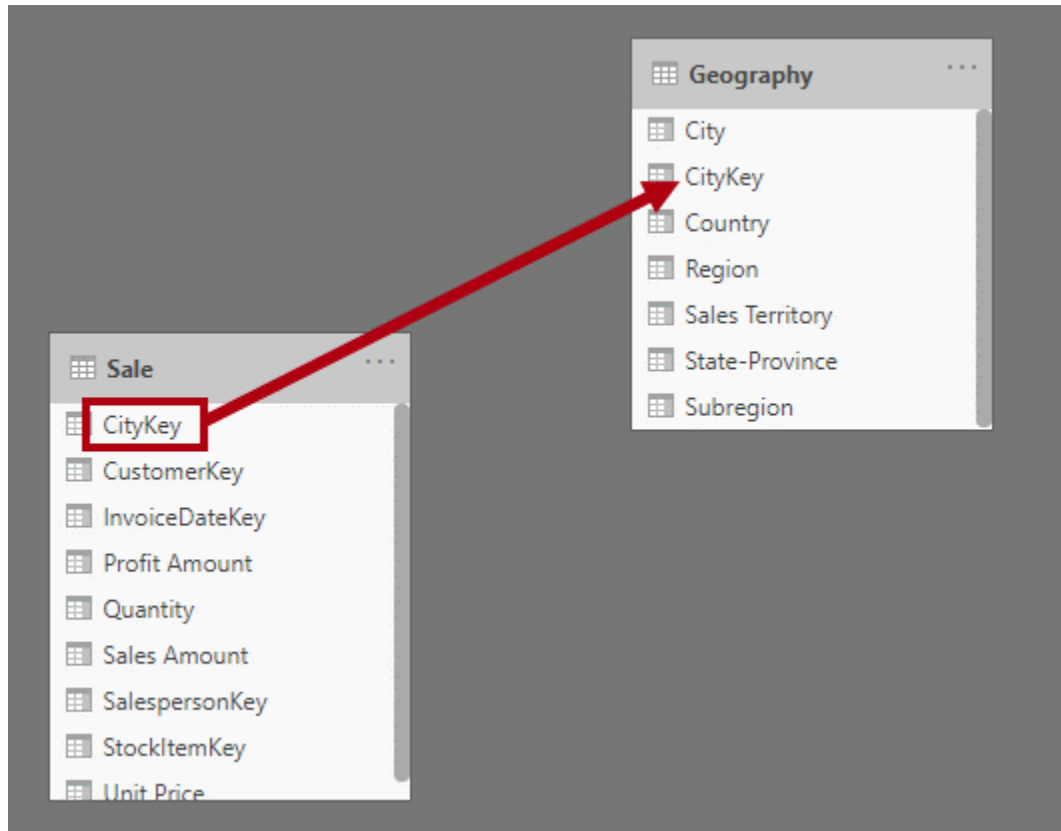 Geography
City
CityKey
Country
Region
Sales Territory
State-Province
Subregion
Sale
CityKey
CustomerKey
InvoiceDateKey
Profit Amount
Quantity
Sales Amount
SalespersonKey
StockItemKey
Unit Price